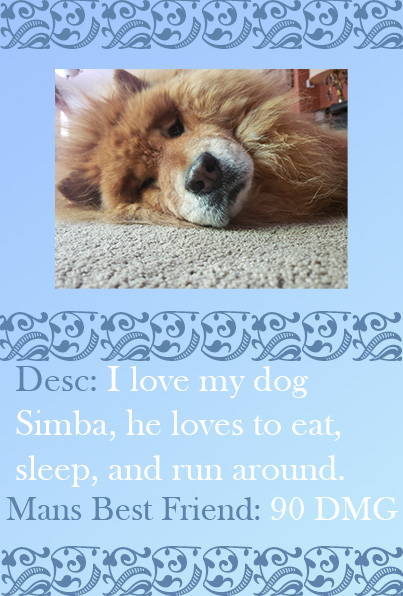 Desc: I love my dog
Simba, he loves to eat,
sleep, and run around.
Mans Best Friend: 90 DMG